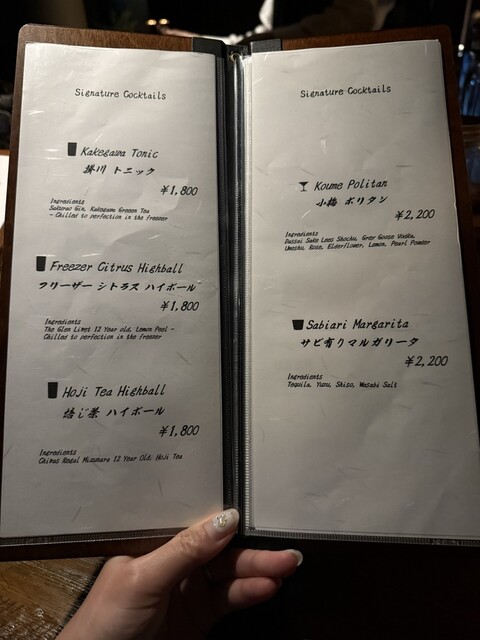 Signature Cocktails
Kakegawa Tonic
掛川 トニック
¥1,800
Ingredients
Sakurao Gin, Kakegawa Greeen Tea
- Chilled to perfection in the freezer
Freezer Citrus Highball
フリーザー シトラス ハイボール
¥1,800
Ingredients
The Glen Livet 12 Year old, Lemon Peel -
Chilled to perfection in the freezer
Hoji Tea Highball
焙じ茶 ハイボール
¥1,800
Ingredients
Chivas Regal Mizunara 12 Year Old, Hoji Tea
Signature Cocktails
Koume Politan
小梅 ポリタン
¥2,200
Ingredients
Dassai Sake Lees Shochu, Grey Goose Vodka,
Umeshu, Rose, Elderflower, Lemon, Pearl Powder
Sabiari Margarita
サビ有りマルガリータ
¥2,200
Ingredients
Tequila, Yuzu, Shiso, Wasabi Salt